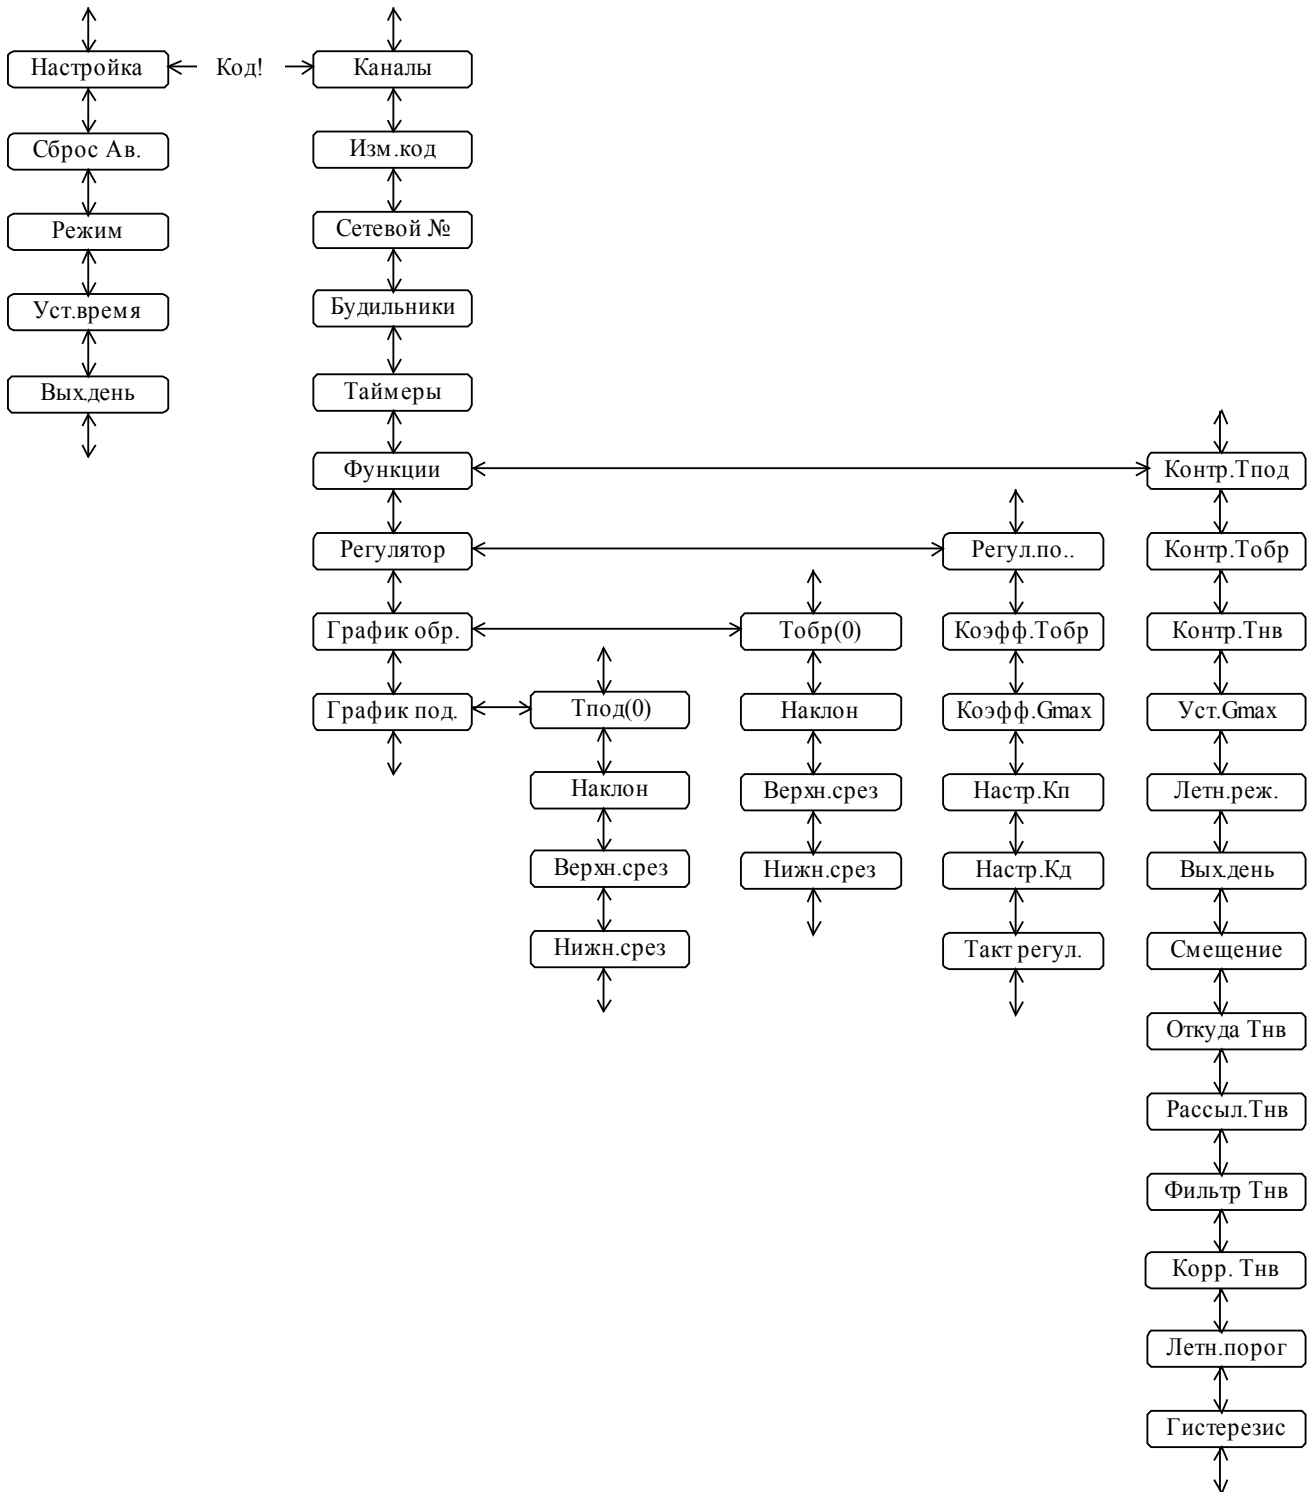 Настройка
Код!
Каналы
Сброс Ав.
Режим
Уст.время
Вых.день
Изм.код
Сетевой №
Будильники
Таймеры
Функции
Регулятор
График обр.
График под.
Тпод(0)
Наклон
Верхн.срез
Нижн.срез
Тобр(0)
Наклон
Верхн.срез
Нижн.срез
Регул.по..
Коэфф.Тобр
Коэфф.Gmax
Настр.Кп
Настр.Кд
Такт регул.
Контр.Тпод
Контр.Тобр
Контр.Тнв
Уст.Gmax
Летн.реж.
Вых.день
Смещение
Откуда Тнв
Рассыл.Тнв
Фильтр Тнв
Корр. Тнв
Летн.порог
Гистерезис